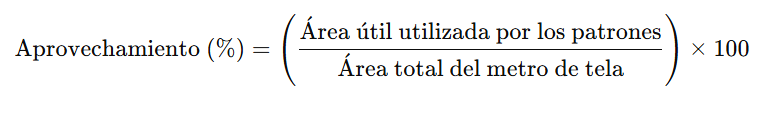 Aprovechamiento (%) = (Área útil utilizada por los patrones / Área total del metro de tela) × 100